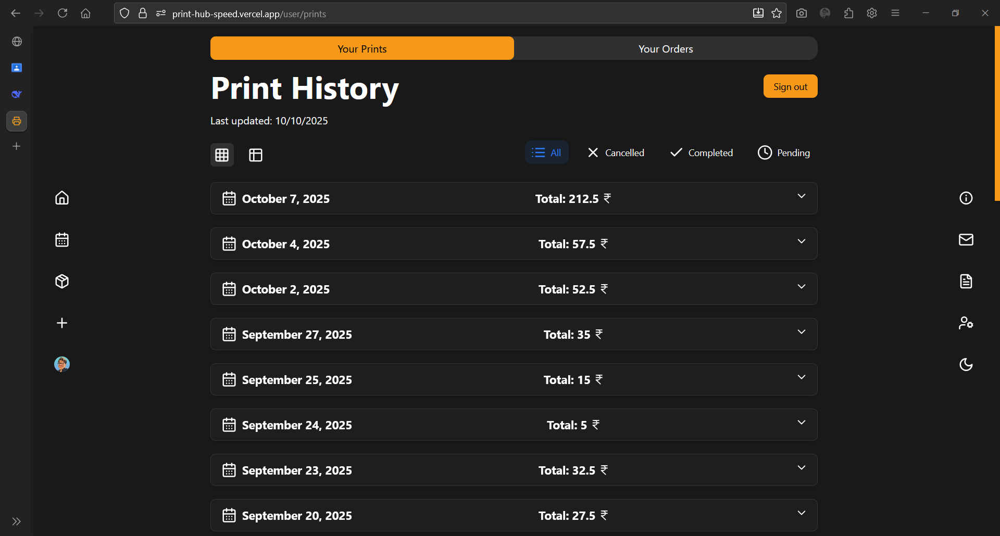 print-hub-speed.vercel.app/user/prints
Your Prints
Your Orders
Print History
Sign out
Last updated: 10/10/2025
All
Cancelled
Completed
Pending
October 7, 2025 Total: 212.5 ₹
October 4, 2025 Total: 57.5 ₹
October 2, 2025 Total: 52.5 ₹
September 27, 2025 Total: 35 ₹
September 25, 2025 Total: 15 ₹
September 24, 2025 Total: 5 ₹
September 23, 2025 Total: 32.5 ₹
September 20, 2025 Total: 27.5 ₹